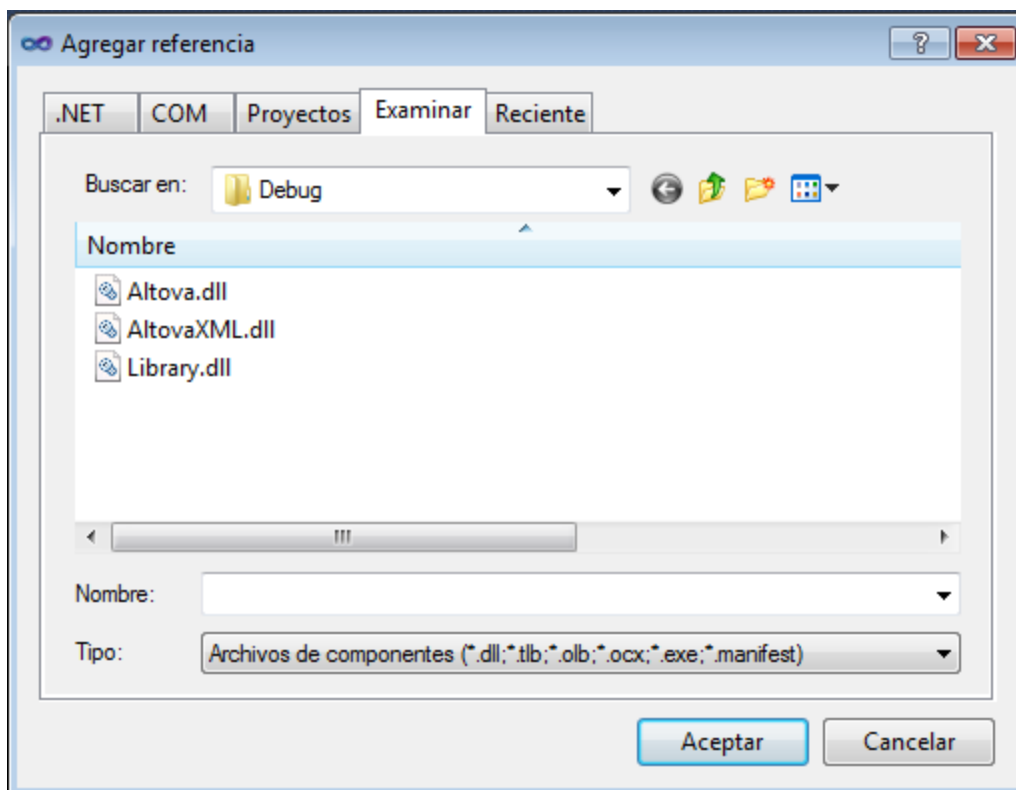 Agregar referencia
.NET COM Proyectos Examinar Reciente
Buscar en: Debug
Nombre
Altova.dll
AltovaXML.dll
Library.dll
Nombre:
Tipo: Archivos de componentes (*.dll;*.tlb;*.olb;*.ocx;*.exe;*.manifest)
Aceptar Cancelar